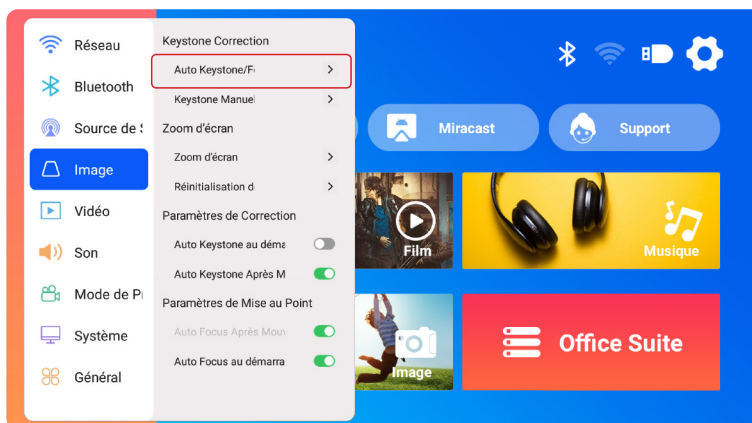 Réseau
Bluetooth
Source de
Image
Vidéo
Son
Mode de P
Système
Général
Keystone Correction
Auto Keystone/F
Keystone Manuel
Zoom d'écran
Zoom d'écran
Réinitialisation d
Paramètres de Correction
Auto Keystone au déma
Auto Keystone Après M
Paramètres de Mise au Point
Auto Focus Après Mouv
Auto Focus au démarra
Miracast
Support
Film
Musique
Image
Office Suite